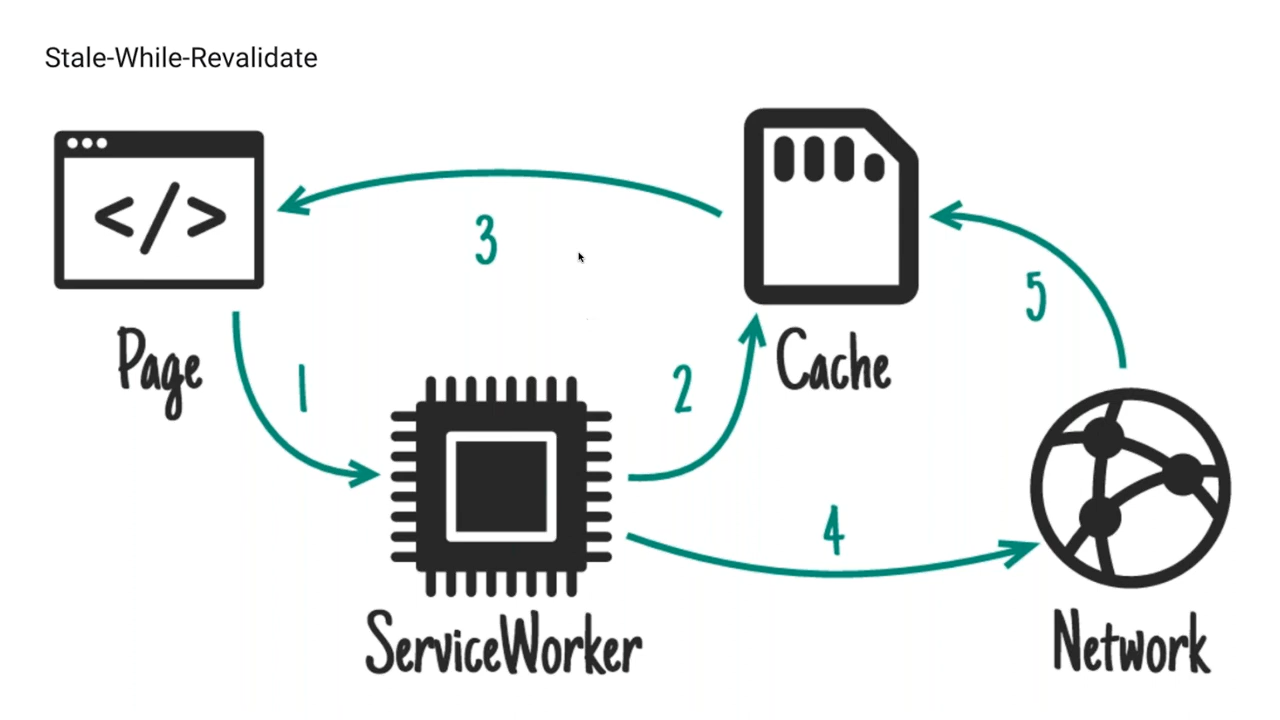 Stale-While-Revalidate
</>
3
5
Page
1
2
Cache
4
ServiceWorker
Network